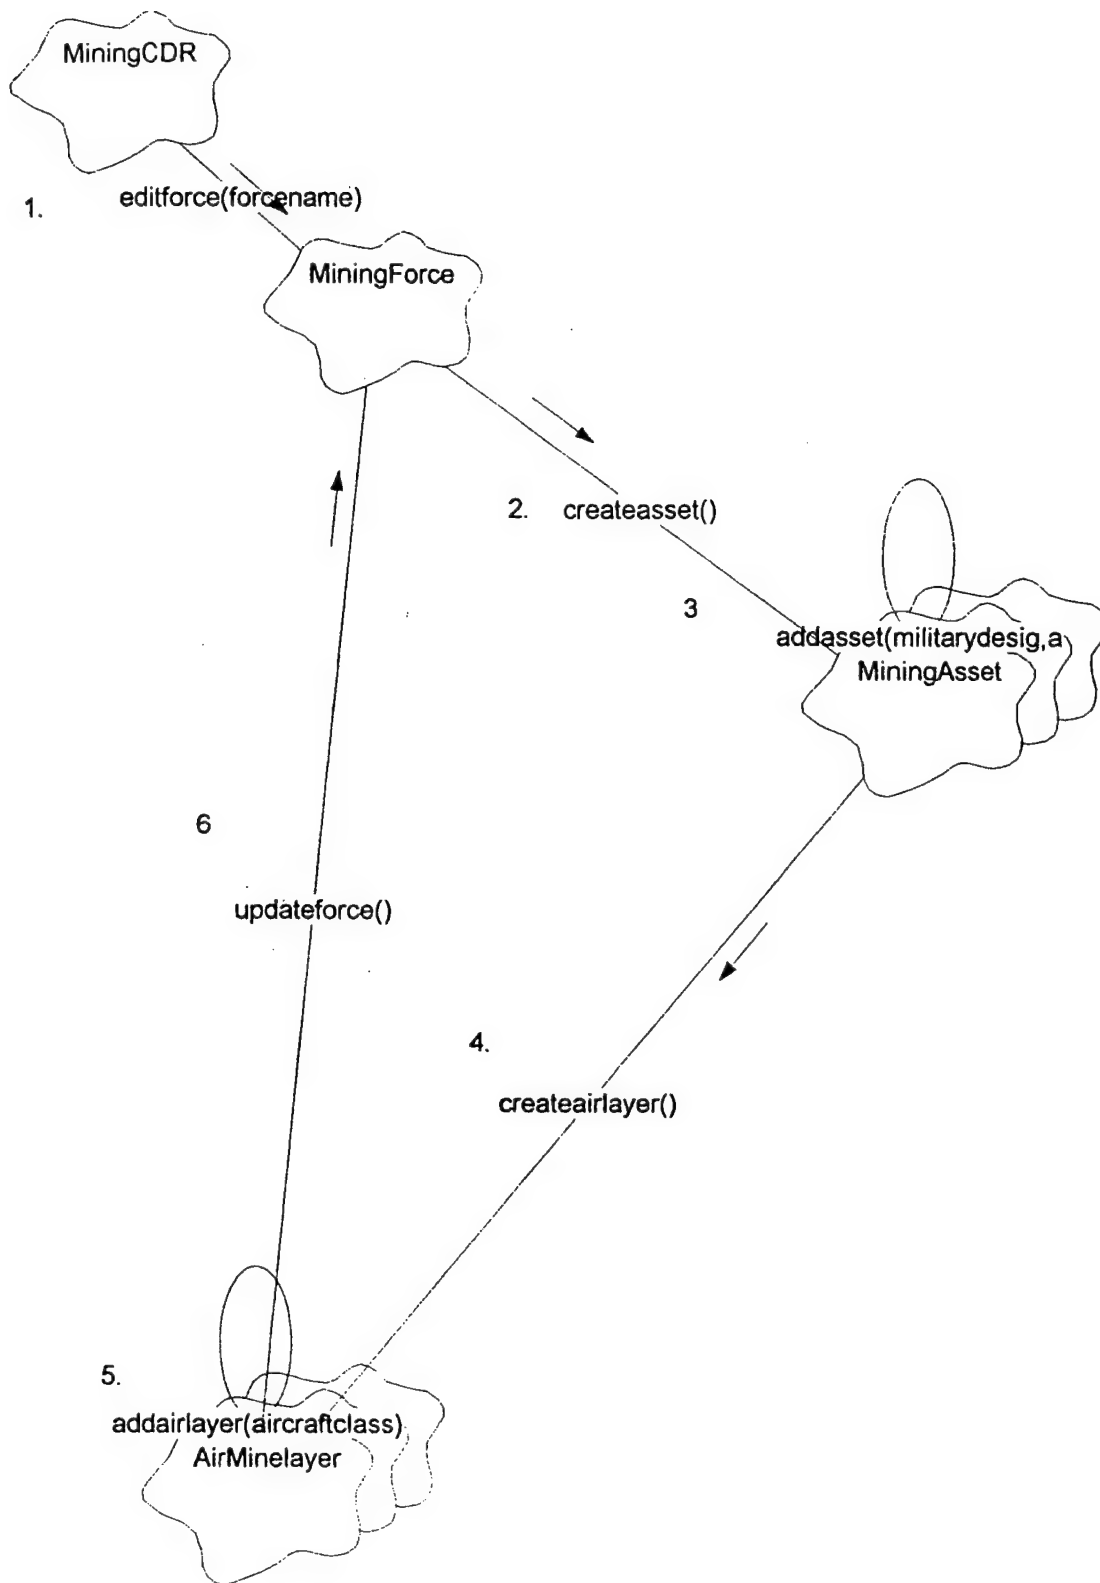 MiningCDR
1.
editforce(forcename)
MiningForce
2.
createasset()
3
addasset(militarydesig,a
MiningAsset
6
updateforce()
4.
createairlayer()
5.
addairlayer(aircraftclass)
AirMinelayer